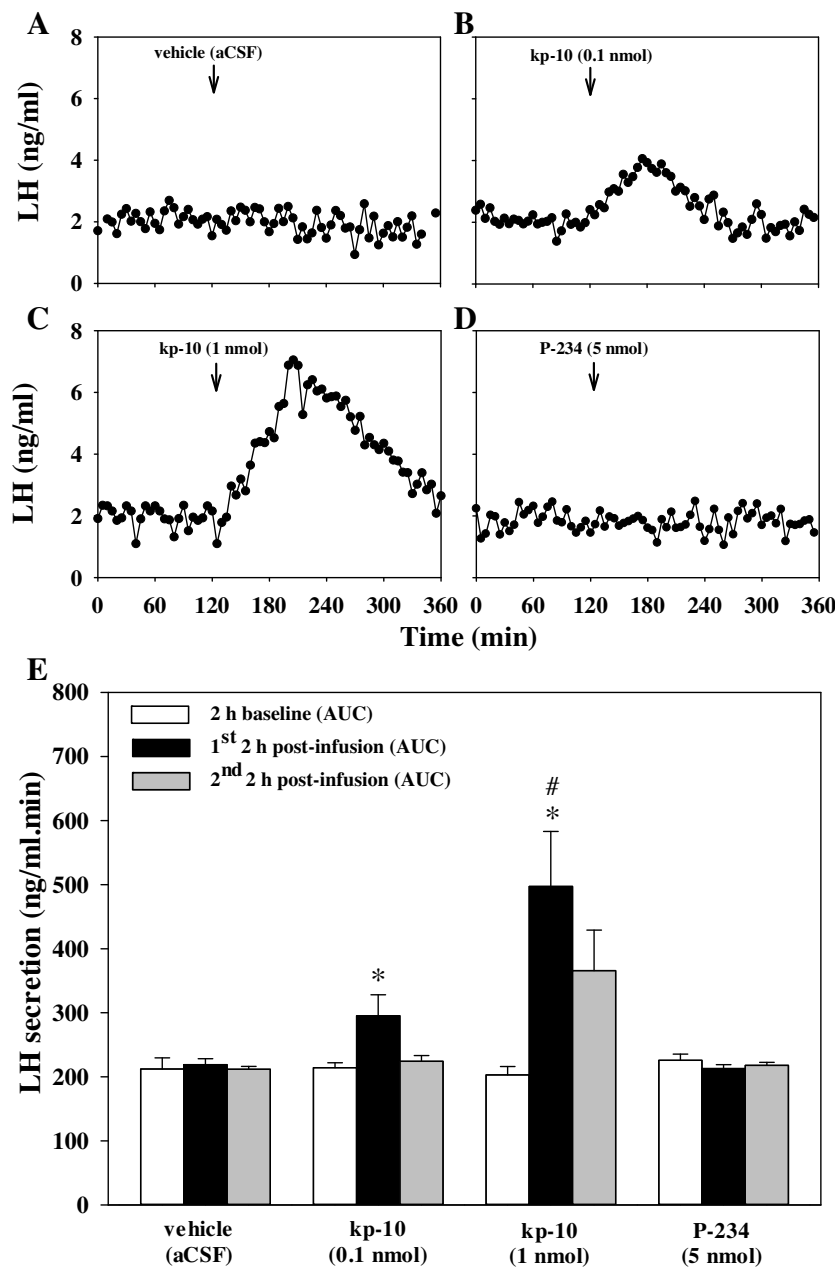 A
B
vehicle (aCSF)
kp-10 (0.1 nmol)
LH (ng/ml)
8
6
4
2
0
C
D
kp-10 (1 nmol)
P-234 (5 nmol)
LH (ng/ml)
8
6
4
2
0
0 60 120 180 240 300 360
0 60 120 180 240 300 360
Time (min)
E
LH secretion (ng/ml.min)
800
700
600
500
400
300
200
100
0
2 h baseline (AUC)
1st 2 h post-infusion (AUC)
2nd 2 h post-infusion (AUC)
*
#
*
vehicle
(aCSF)
kp-10
(0.1 nmol)
kp-10
(1 nmol)
P-234
(5 nmol)